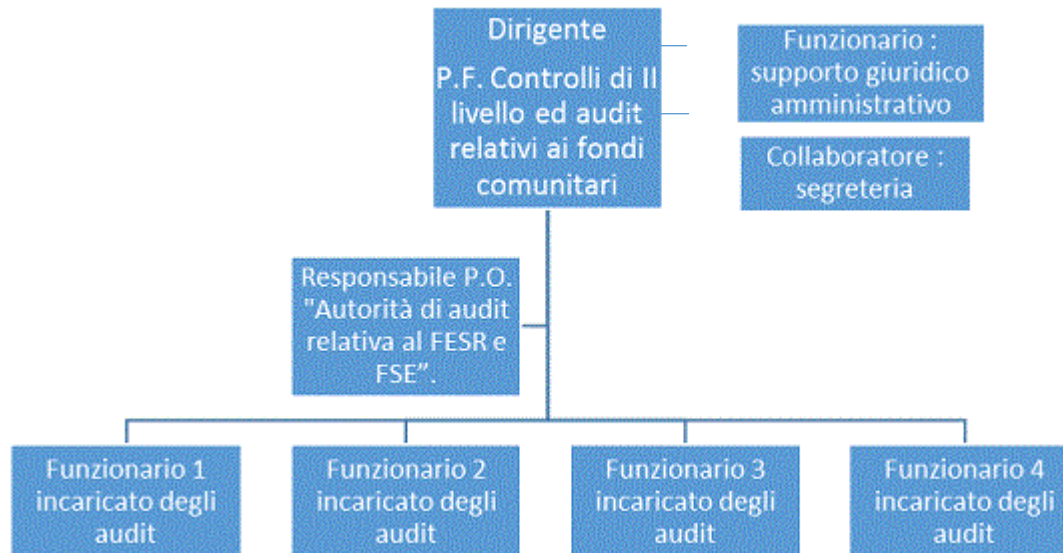 Dirigente
P.F. Controlli di II
livello ed audit
relativi ai fondi
comunitari
Funzionario :
supporto giuridico
amministrativo
Collaboratore :
segreteria
Responsabile P.O.
"Autorità di audit
relativa al FESR e
FSE”.
Funzionario 1
incaricato degli
audit
Funzionario 2
incaricato degli
audit
Funzionario 3
incaricato degli
audit
Funzionario 4
incaricato degli
audit